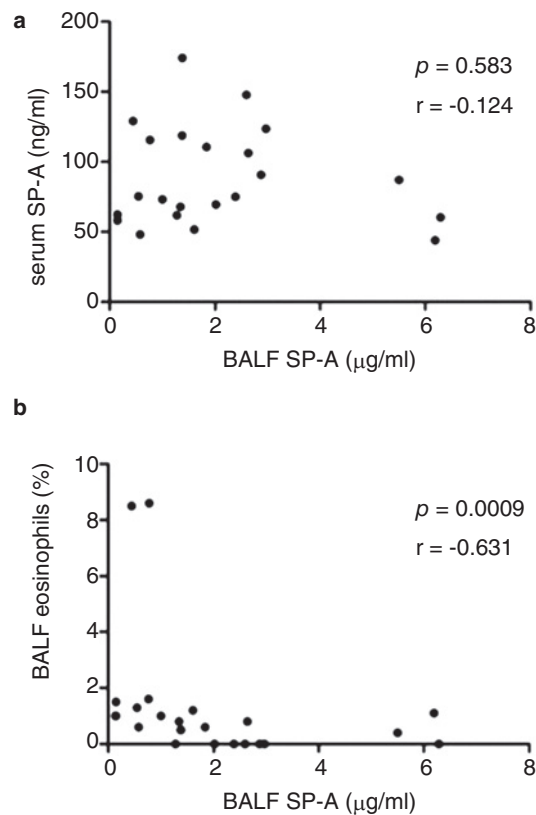 a
200
150
100
50
0
serum SP-A (ng/ml)
p = 0.583
r = -0.124
0 2 4 6 8
BALF SP-A (μg/ml)
b
10
8
6
4
2
0
BALF eosinophils (%)
p = 0.0009
r = -0.631
0 2 4 6 8
BALF SP-A (μg/ml)